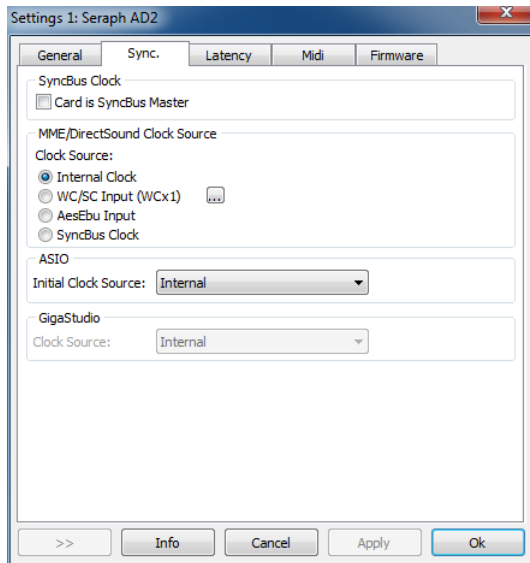 Settings 1: Seraph AD2
General Sync. Latency Midi Firmware
SyncBus Clock
Card is SyncBus Master
MME/DirectSound Clock Source
Clock Source:
Internal Clock
WC/SC Input (WCx1) ...
AesEbu Input
SyncBus Clock
ASIO
Initial Clock Source: Internal
GigaStudio
Clock Source: Internal
>> Info Cancel Apply Ok